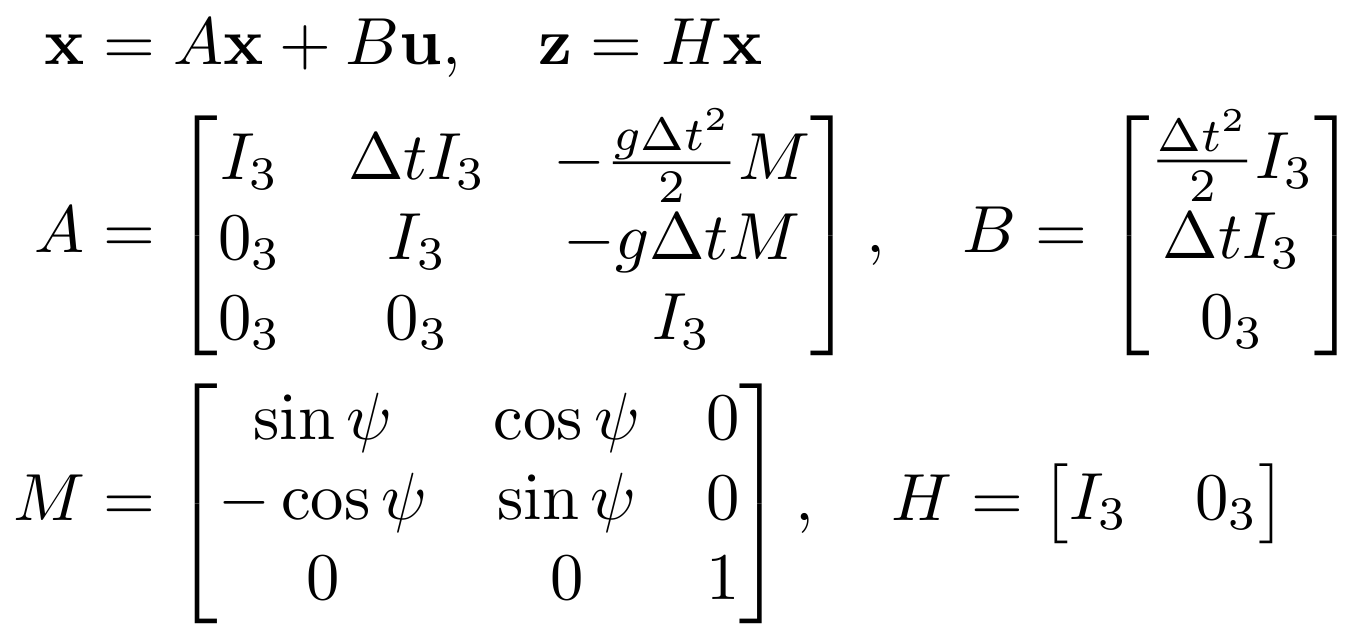 𝐱 = A𝐱 + B𝐮, 𝐳 = H𝐱
A = [I₃ ΔtI₃ −(gΔt²/2)M; 0₃ I₃ −gΔtM; 0₃ 0₃ I₃], B = [(Δt²/2)I₃; ΔtI₃; 0₃]
M = [sin ψ cos ψ 0; − cos ψ sin ψ 0; 0 0 1], H = [I₃ 0₃]